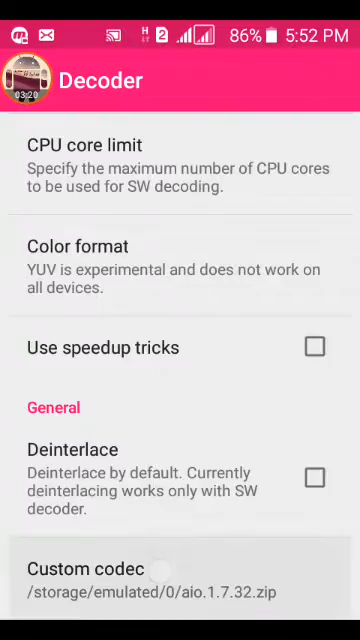 H 2 86% 5:52 PM
03:20
Decoder
CPU core limit
Specify the maximum number of CPU cores
to be used for SW decoding.
Color format
YUV is experimental and does not work on
all devices.
Use speedup tricks
General
Deinterlace
Deinterlace by default. Currently
deinterlacing works only with SW
decoder.
Custom codec
/storage/emulated/0/aio.1.7.32.zip